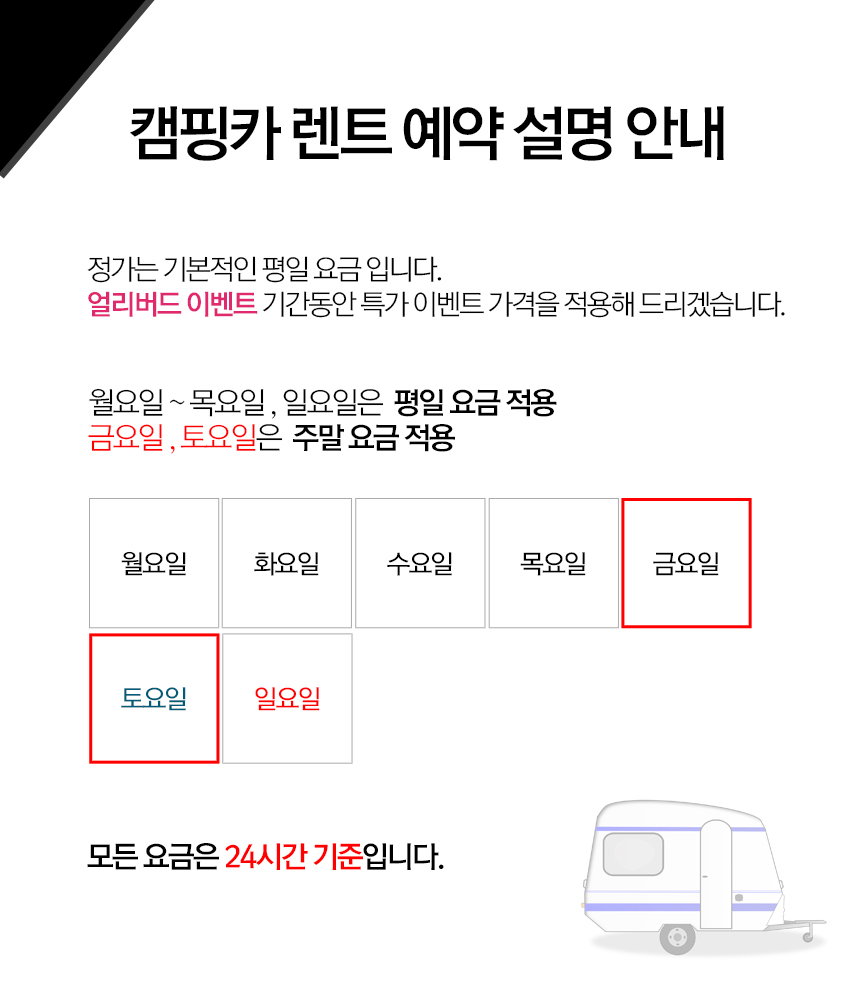 캠핑카 렌트 예약 설명 안내
정가는 기본적인 평일 요금 입니다.
얼리버드 이벤트 기간동안 특가 이벤트 가격을 적용해 드리겠습니다.
월요일 ~ 목요일 , 일요일은 평일 요금 적용
금요일 , 토요일은 주말 요금 적용
월요일 화요일 수요일 목요일 금요일
토요일 일요일
모든 요금은 24시간 기준입니다.